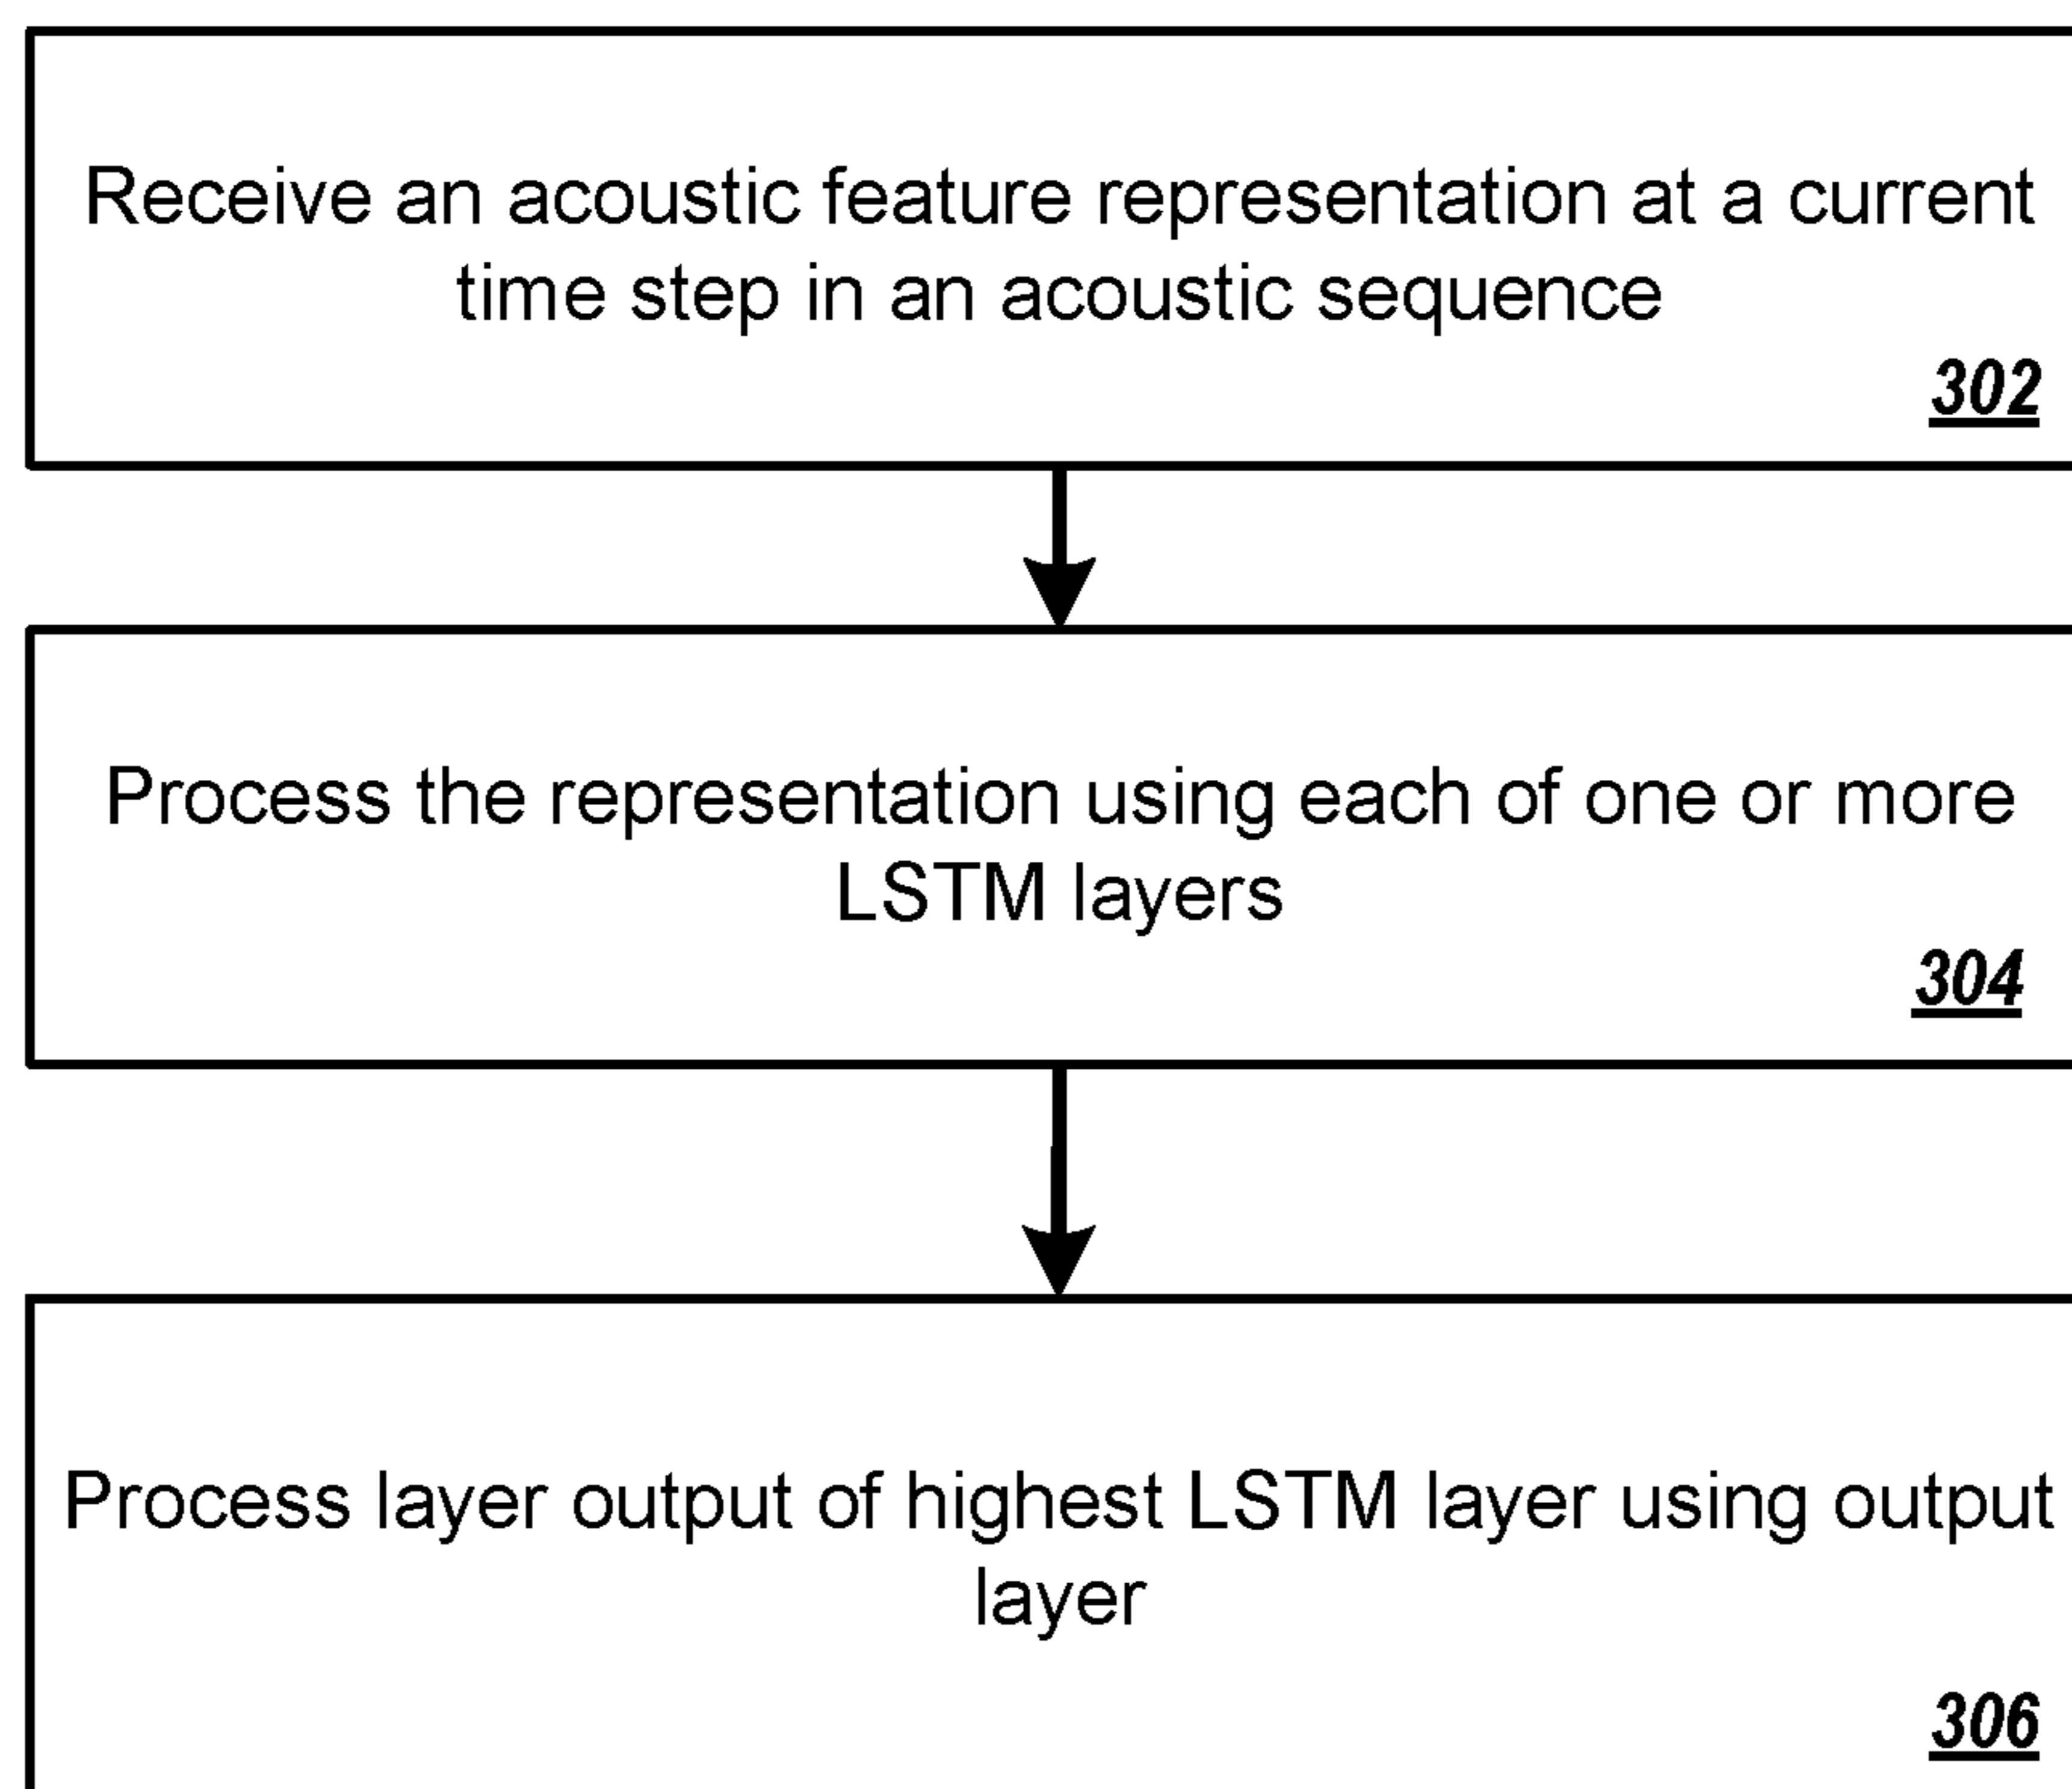 Receive an acoustic feature representation at a current
time step in an acoustic sequence
302
Process the representation using each of one or more
LSTM layers
304
Process layer output of highest LSTM layer using output
layer
306